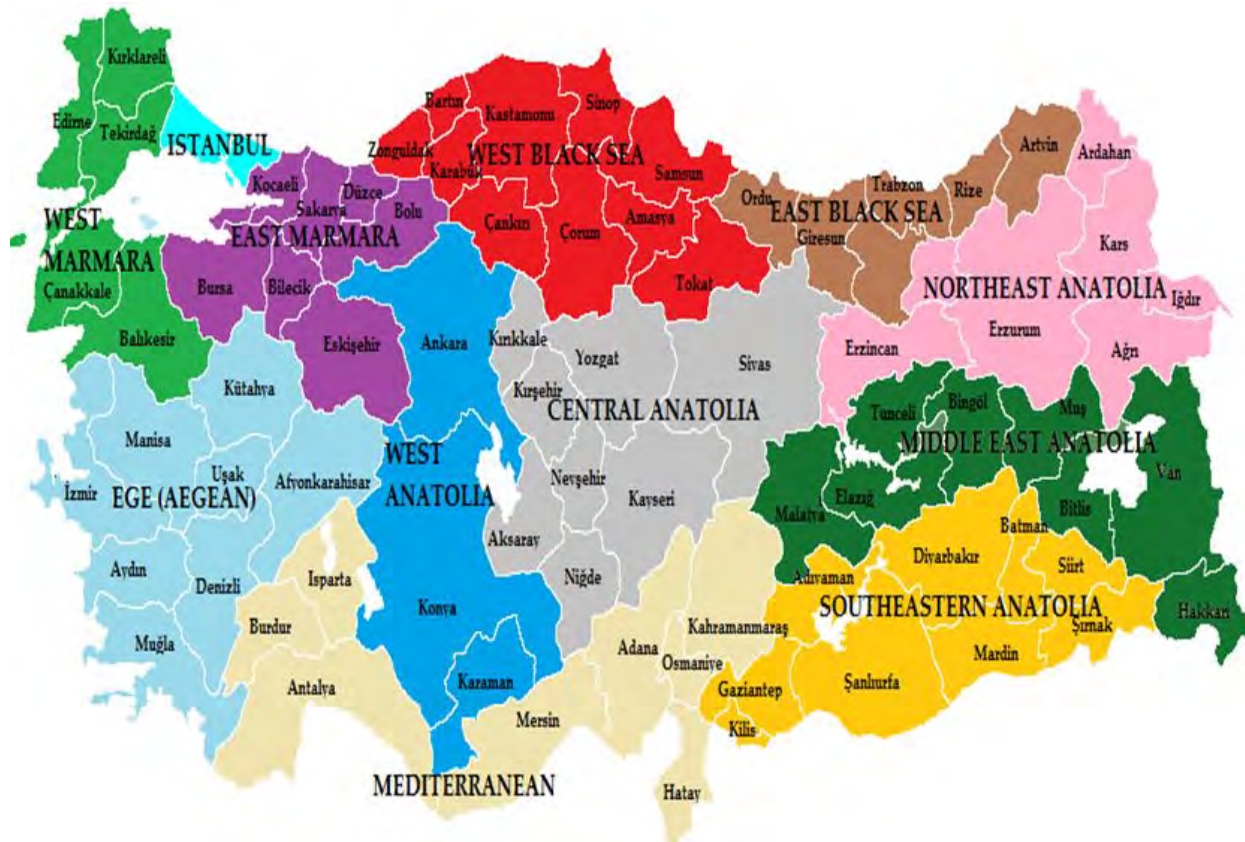 Kırklareli
Edirne
Tekirdağ
ISTANBUL
WEST
MARMARA
Çanakkale
Balıkesir
Kocaeli
Sakarya
Düzce
Bolu
EAST MARMARA
Bursa
Bilecik
Eskişehir
Bartın
Kastamonu
Sinop
Zonguldak
Karabük
WEST BLACK SEA
Samsun
Çankırı
Çorum
Amasya
Tokat
Ordu
Giresun
Trabzon
Rize
Artvin
EAST BLACK SEA
Ardahan
Kars
Iğdır
NORTHEAST ANATOLIA
Erzurum
Erzincan
Ağrı
Ankara
WEST
ANATOLIA
Konya
Karaman
Kırıkkale
Yozgat
Sivas
Kırşehir
CENTRAL ANATOLIA
Nevşehir
Kayseri
Aksaray
Niğde
Kütahya
Manisa
Uşak
Afyonkarahisar
İzmir
EGE (AEGEAN)
Aydın
Denizli
Muğla
Isparta
Burdur
Antalya
Mersin
Adana
Osmaniye
Kahramanmaraş
Hatay
MEDITERRANEAN
Tunceli
Bingöl
Muş
MIDDLE EAST ANATOLIA
Van
Elazığ
Malatya
Bitlis
Hakkari
Batman
Diyarbakır
Siirt
Adıyaman
SOUTHEASTERN ANATOLIA
Şırnak
Mardin
Şanlıurfa
Gaziantep
Kilis